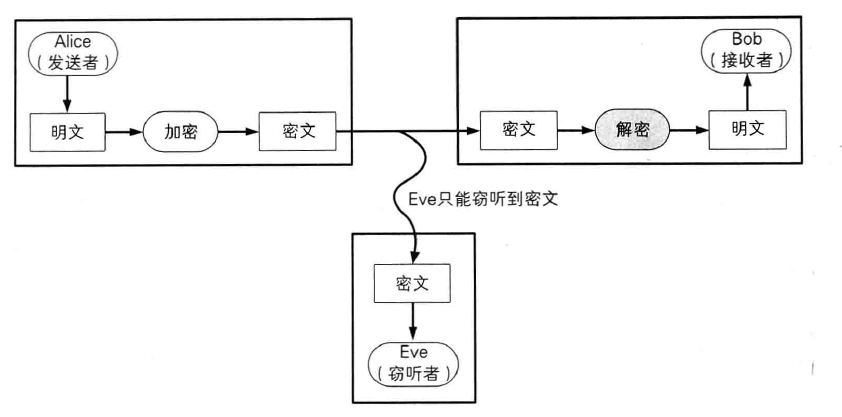 Alice
（发送者）
明文
加密
密文
Bob
（接收者）
密文
解密
明文
Eve只能窃听到密文
密文
Eve
（窃听者）